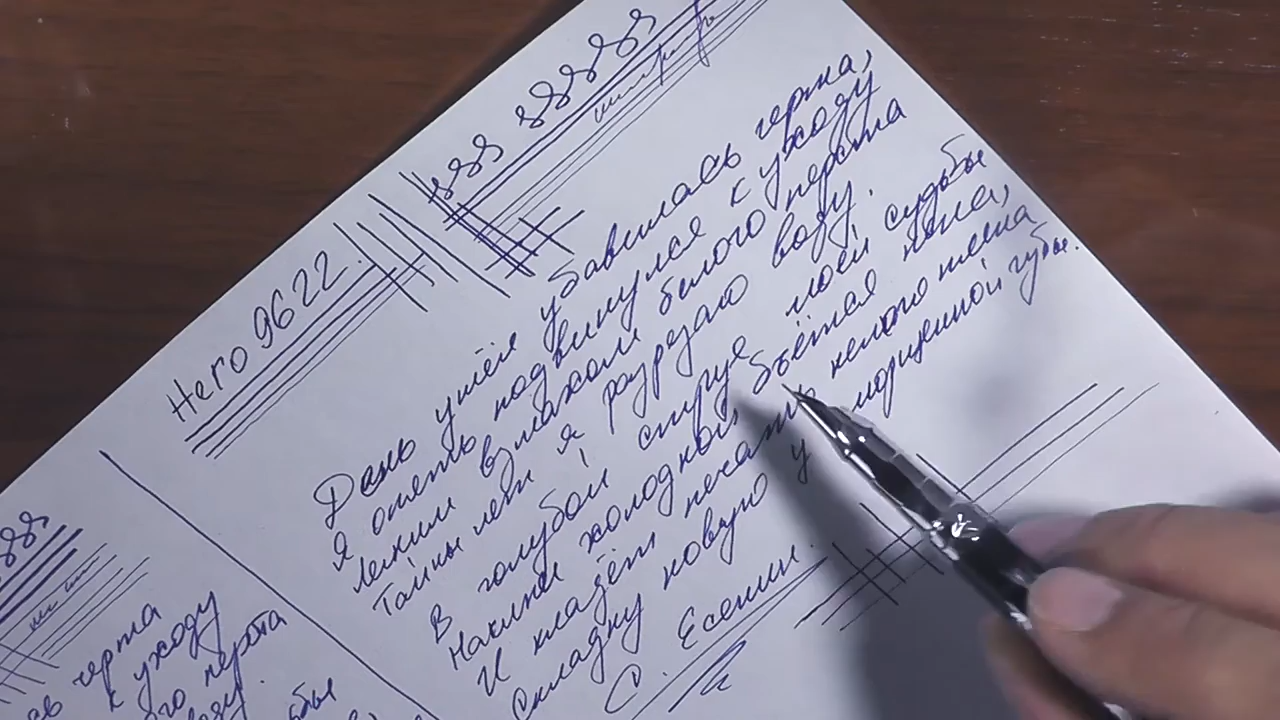 Hero 9622.
День ушёл убавилась черта,
Я опять подвинулся к уходу
Легким взмахом белого перста
Тайны лет я разрезаю воду.
В голубой струе моей судьбы
Накипи холодной бьётся пена,
И кладёт печать немого плена
Складку новую у морщенной губы.
С. Есенин.
черта
к уходу
перста